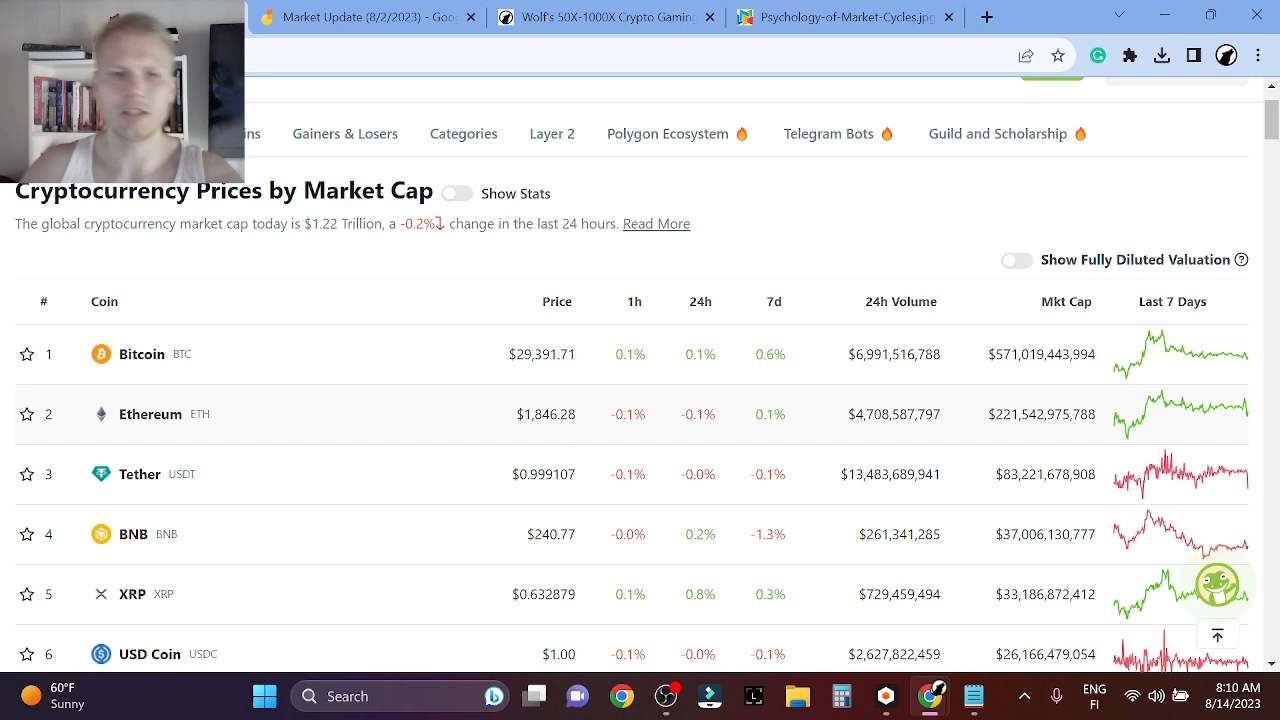 Market Update (8/2/2023) - Goo
Wolfs 50X-1000X Cryptogaming
Psychology-of-Market-Cycles.jp
ins
Gainers & Losers
Categories
Layer 2
Polygon Ecosystem
Telegram Bots
Guild and Scholarship
Cryptocurrency Prices by Market Cap
Show Stats
The global cryptocurrency market cap today is $1.22 Trillion, a -0.2% change in the last 24 hours. Read More
Show Fully Diluted Valuation
# Coin Price 1h 24h 7d 24h Volume Mkt Cap Last 7 Days
1 Bitcoin BTC $29,391.71 0.1% 0.1% 0.6% $6,991,516,788 $571,019,443,994
2 Ethereum ETH $1,846.28 -0.1% -0.1% 0.1% $4,708,587,797 $221,542,975,788
3 Tether USDT $0.999107 -0.1% -0.0% -0.1% $13,483,689,941 $83,221,678,908
4 BNB BNB $240.77 -0.0% 0.2% -1.3% $261,341,285 $37,006,130,777
5 XRP XRP $0.632879 0.1% 0.8% 0.3% $729,459,494 $33,186,872,412
6 USD Coin USDC $1.00 -0.1% -0.0% -0.1% $2,627,822,459 $26,166,479,054
60°F
Sunny
Search
ENG
FI
8:10 AM
8/14/2023